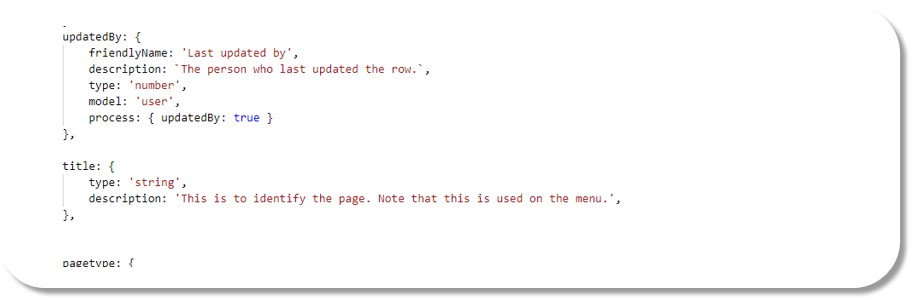 updatedBy: {
friendlyName: 'Last updated by',
description: `The person who last updated the row.`,
type: 'number',
model: 'user',
process: { updatedBy: true }
},
title: {
type: 'string',
description: 'This is to identify the page. Note that this is used on the menu.',
},
pagetype: {